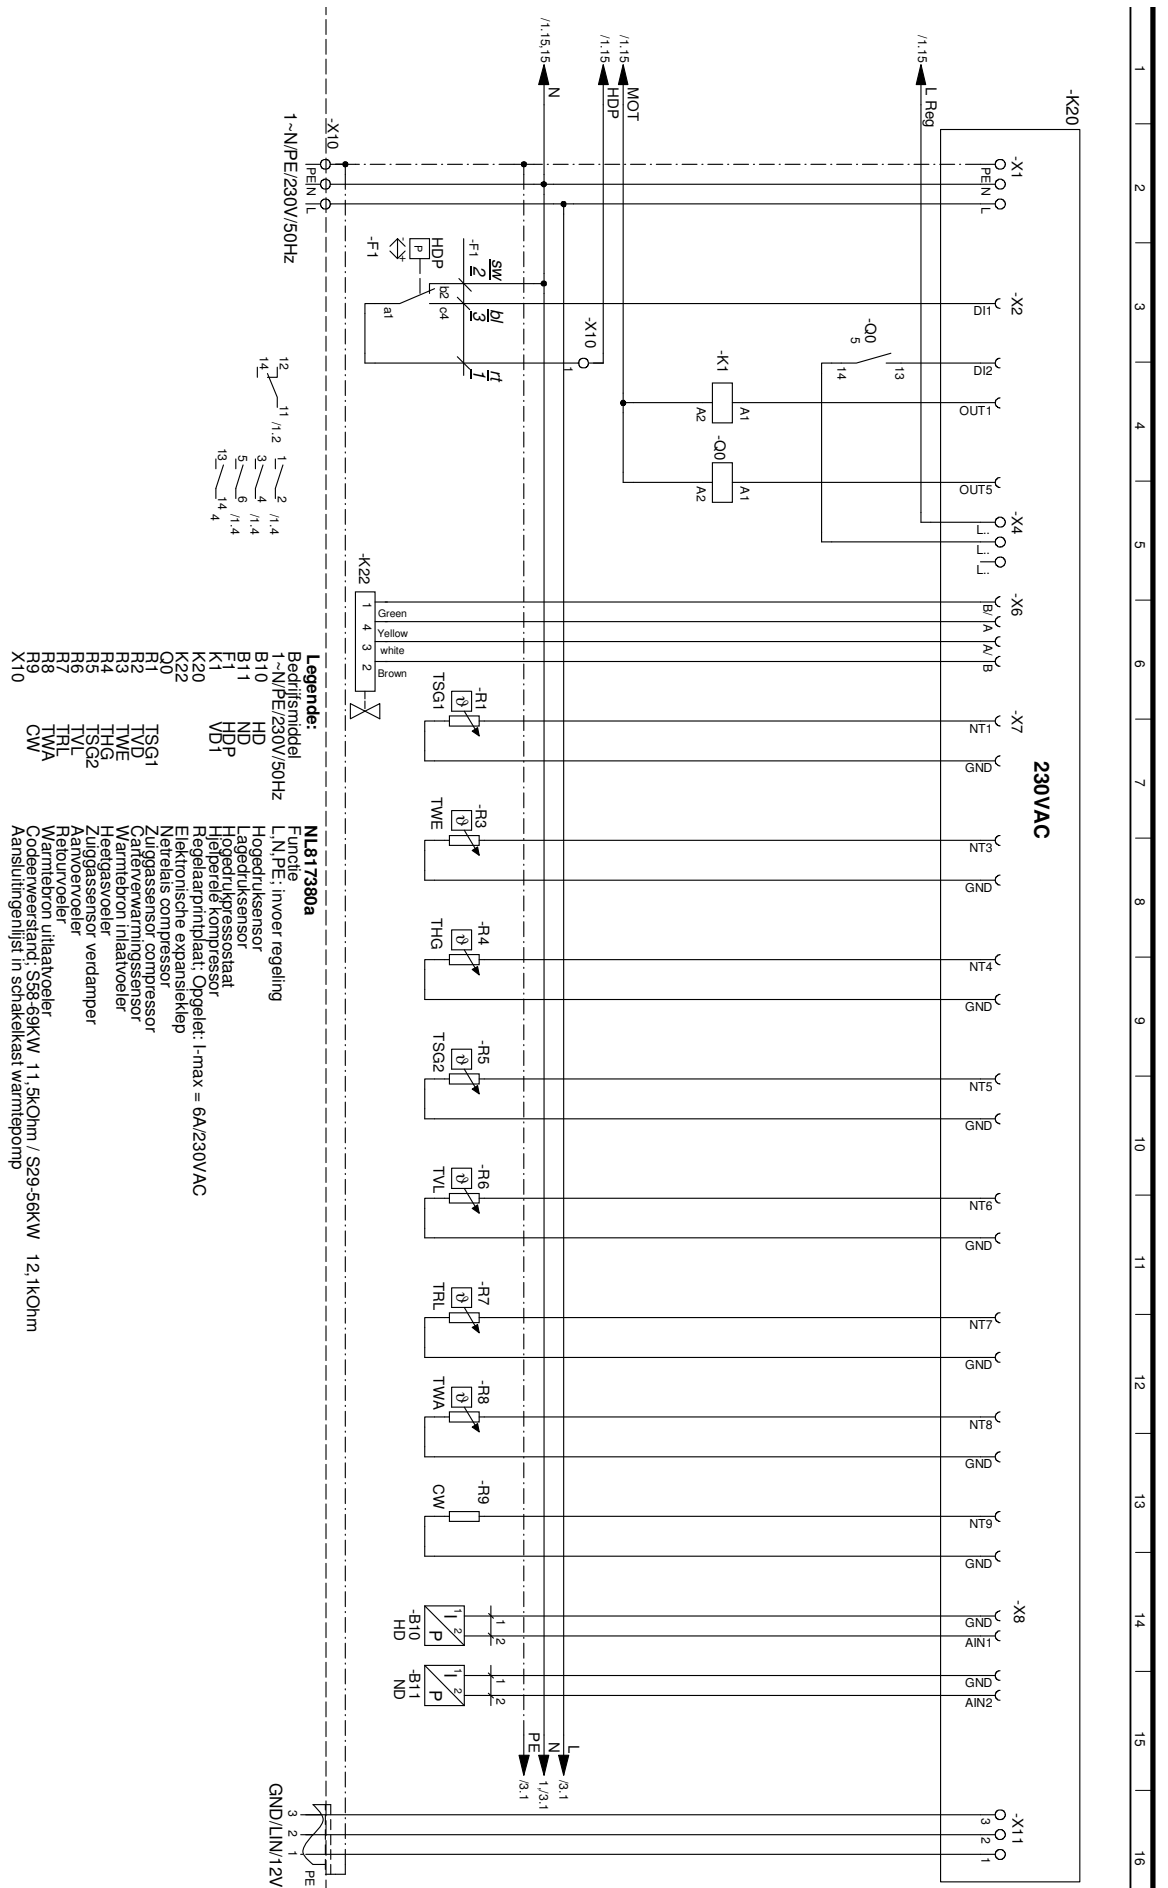 1
2
3
4
5
6
7
8
9
10
11
12
13
14
15
16
-K20
230VAC
/1.15,15
N
/1.15
HDP
/1.15
MOT
/1.15
L Reg
-X1
PE
N
L
-X2
DI1
DI2
OUT1
OUT5
-X4
L:
L:
L:
-X6
B/
A
A/
B
-X7
NT1
GND
NT3
GND
NT4
GND
NT5
GND
NT6
GND
NT7
GND
NT8
GND
NT9
GND
-X8
GND
AIN1
GND
AIN2
-X11
3
2
1
-X10
PE
N
L
1~N/PE/230V/50Hz
HDP
P
-F1
-F1
sw
2
bl
3
rt
1
b2
c4
a1
-X10
1
-Q0
5
14
13
-K1
A2
A1
-Q0
A2
A1
12
14
11
/1.2
1
2
/1.4
3
4
/1.4
5
6
/1.4
13
14
4
-K22
1
4
3
2
Green
Yellow
white
Brown
-R1
ϑ
TSG1
-R3
ϑ
TWE
-R4
ϑ
THG
-R5
ϑ
TSG2
-R6
ϑ
TVL
-R7
ϑ
TRL
-R8
ϑ
TWA
-R9
CW
-B10
HD
1
2
I
P
1
2
-B11
ND
1
2
I
P
1
2
L
N
PE
/3.1
1,/3.1
/3.1
GND/LIN/12V
3
2
1
PE
Legende: NL817380a
Bedrijfsmiddel Functie
1~N/PE/230V/50Hz L,N,PE; invoer regeling
B10 HD Hogedruksensor
B11 ND Lagedruksensor
F1 HDP Hogedrukpressostaat
K1 VD1 Hjelperele kompressor
K20 Regelaarprintplaat; Opgelet: I-max = 6A/230VAC
K22 Elektronische expansieklep
Q0 Netrelais compressor
R1 TSG1 Zuiggassensor compressor
R2 TVD Carterverwarmingssensor
R3 TWE Warmtebron inlaatvoeler
R4 THG Heetgasvoeler
R5 TSG2 Zuiggassensor verdamper
R6 TVL Aanvoervoeler
R7 TRL Retourvoeler
R8 TWA Warmtebron uitlaatvoeler
R9 CW Coderweerstand; S58-69KW 11,5kOhm / S29-56KW 12,1kOhm
X10 Aansluitingenlijst in schakelkast warmtepomp